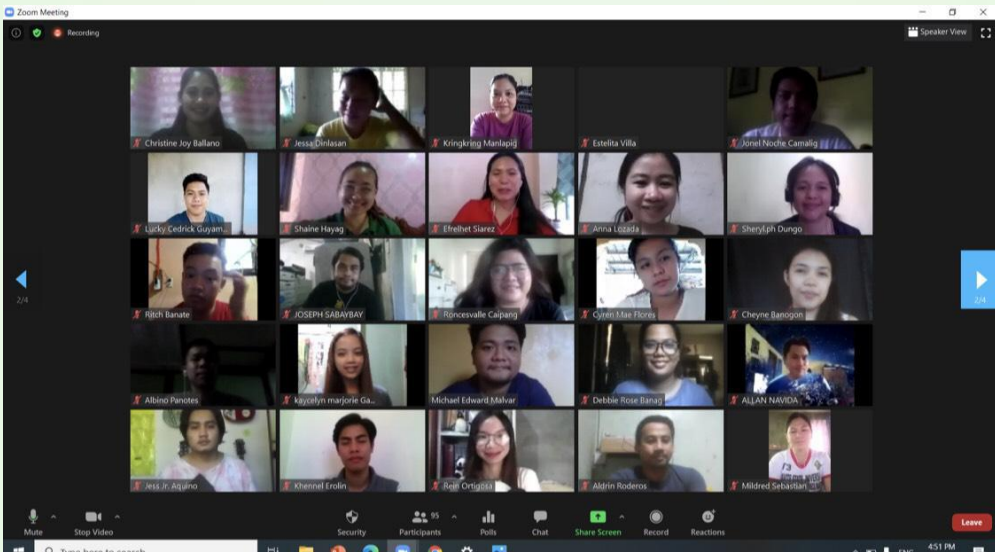 Zoom Meeting
Recording
Speaker View
Christine Joy Ballano
Jessa Dinlasan
Kringkring Manlapig
Estelita Villa
Jonel Noche Camalig
Lucky Cedrick Guyam...
Shaine Hayag
Efrelhet Siarez
Anna Lozada
Sheryl.ph Dungo
Ritch Banate
JOSEPH SABAYBAY
Roncesvalle Caipang
Cyren Mae Flores
Cheyne Banogon
2/4
2/4
Albino Panotes
kaycelyn marjorie Ga...
Michael Edward Malvar
Debbie Rose Banag
ALLAN NAVIDA
Jess Jr. Aquino
Khennel Erolin
Rein Ortigosa
Aldrin Roderos
Mildred Sebastian
95
Mute
Stop Video
Security
Participants
Polls
Chat
Share Screen
Record
Reactions
Leave
Type here to search
ENG
4:51 PM